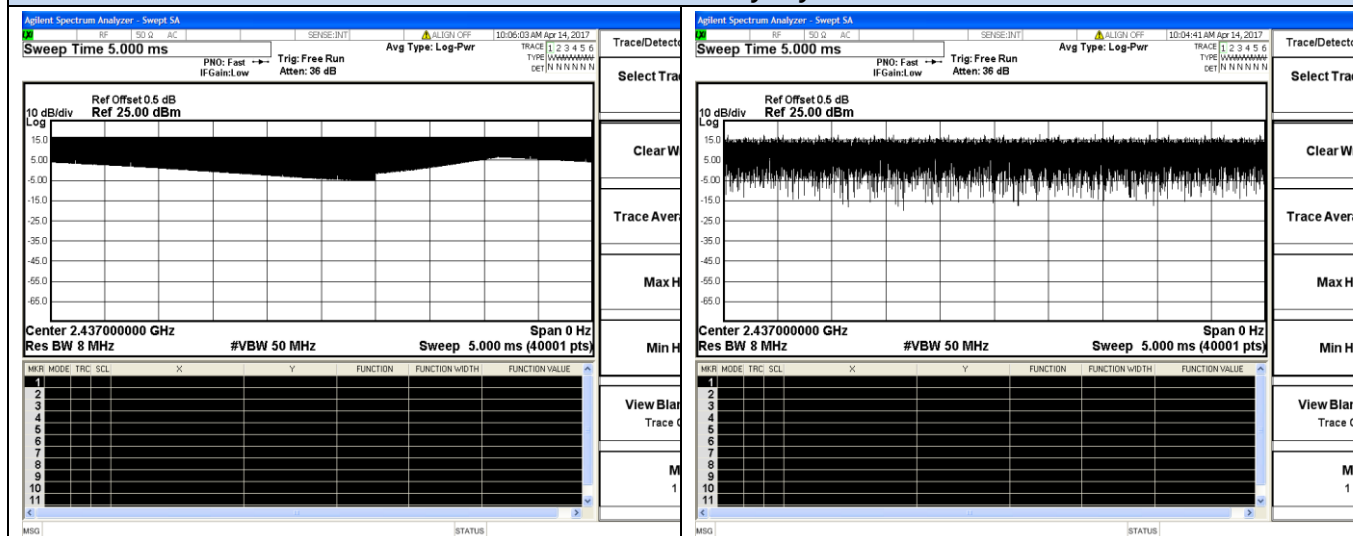 Agilent Spectrum Analyzer - Swept SA
RF 50 Ω AC SENSE:INT ALIGN OFF 10:06:03 AM Apr 14, 2017
Sweep Time 5.000 ms
Avg Type: Log-Pwr
TRACE 1 2 3 4 5 6
TYPE
DET N N N N N N
PNO: Fast
IFGain:Low
Trig: Free Run
Atten: 36 dB
Ref Offset 0.5 dB
10 dB/div Ref 25.00 dBm
Log
15.0
5.00
-5.00
-15.0
-25.0
-35.0
-45.0
-55.0
-65.0
Center 2.437000000 GHz Span 0 Hz
Res BW 8 MHz #VBW 50 MHz Sweep 5.000 ms (40001 pts)
MKR MODE TRC SCL X Y FUNCTION FUNCTION WIDTH FUNCTION VALUE
1
2
3
4
5
6
7
8
9
10
11
MSG STATUS
Trace/Detecto
Select Tra
Clear W
Trace Aver
Max H
Min H
View Blan
Trace
M
1
Agilent Spectrum Analyzer - Swept SA
RF 50 Ω AC SENSE:INT ALIGN OFF 10:04:41 AM Apr 14, 2017
Sweep Time 5.000 ms
Avg Type: Log-Pwr
TRACE 1 2 3 4 5 6
TYPE
DET N N N N N N
PNO: Fast
IFGain:Low
Trig: Free Run
Atten: 36 dB
Ref Offset 0.5 dB
10 dB/div Ref 25.00 dBm
Log
15.0
5.00
-5.00
-15.0
-25.0
-35.0
-45.0
-55.0
-65.0
Center 2.437000000 GHz Span 0 Hz
Res BW 8 MHz #VBW 50 MHz Sweep 5.000 ms (40001 pts)
MKR MODE TRC SCL X Y FUNCTION FUNCTION WIDTH FUNCTION VALUE
1
2
3
4
5
6
7
8
9
10
11
MSG STATUS
Trace/Detecto
Select Tra
Clear W
Trace Aver
Max H
Min H
View Blan
Trace
M
1